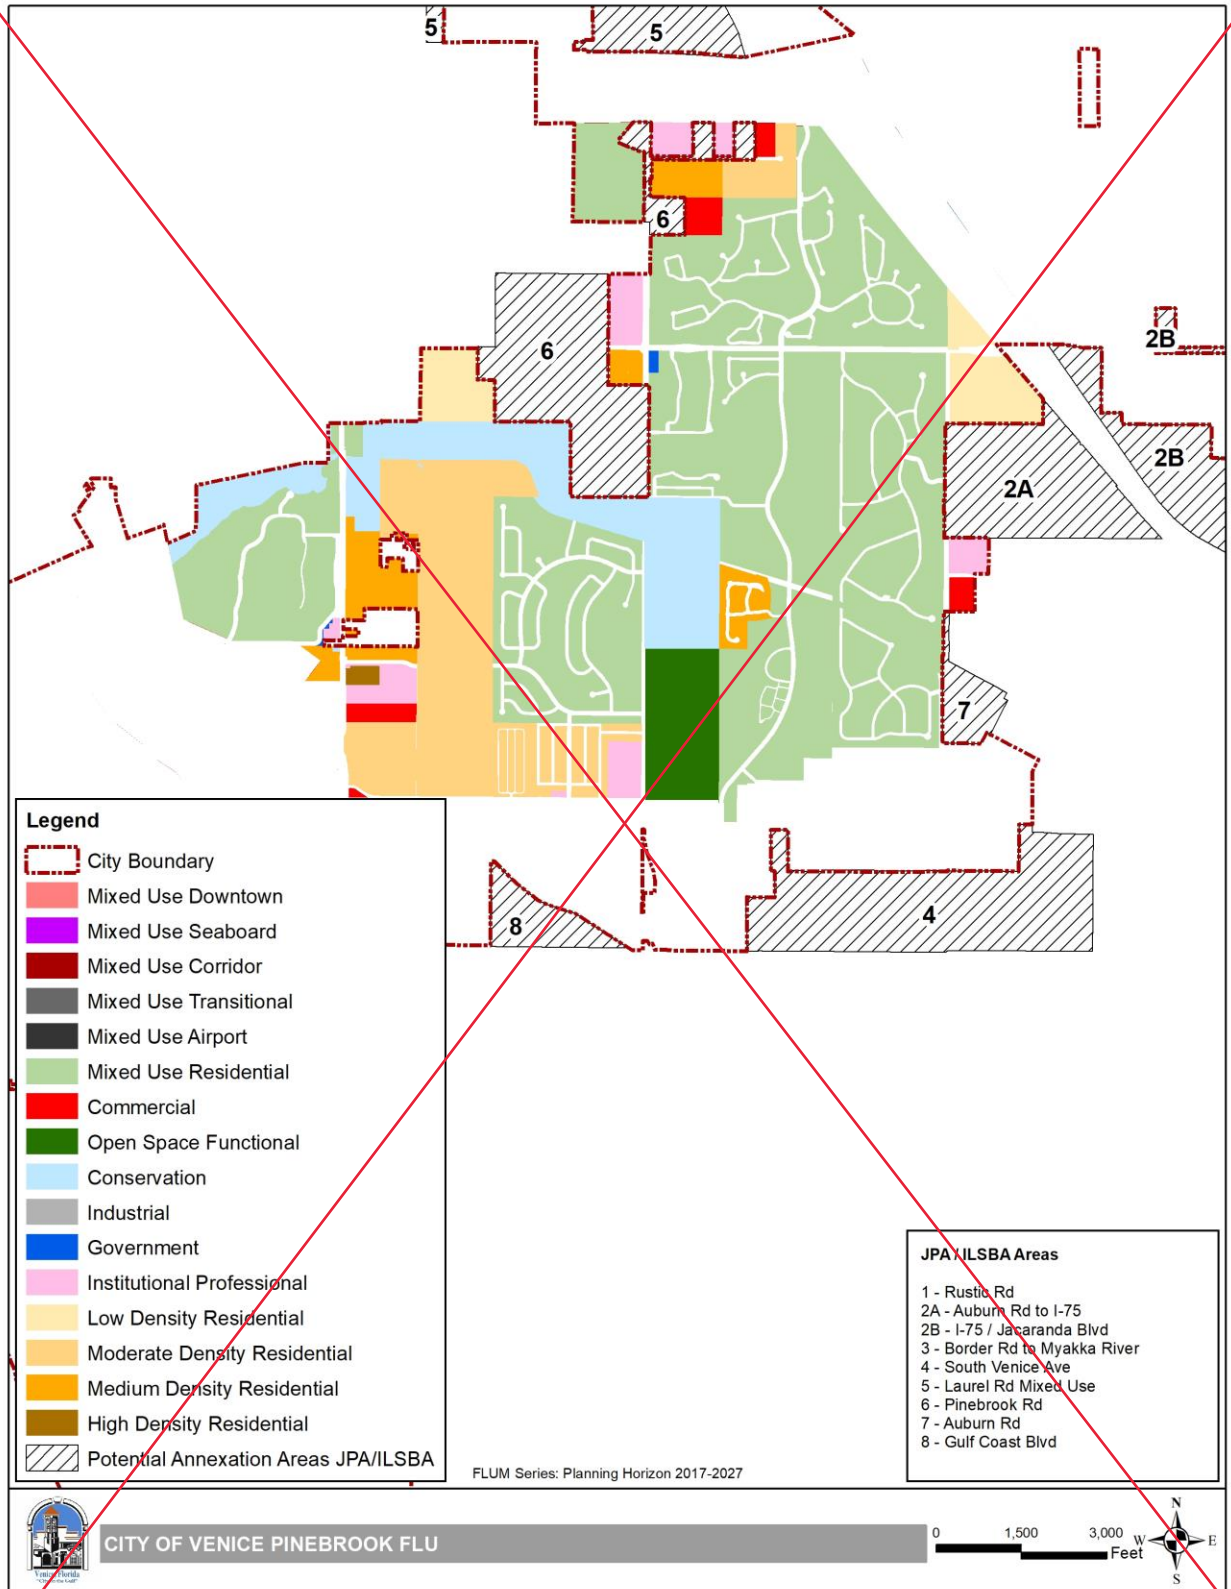 5
5
6
2B
6
2B
2A
7
8
4
Legend
City Boundary
Mixed Use Downtown
Mixed Use Seaboard
Mixed Use Corridor
Mixed Use Transitional
Mixed Use Airport
Mixed Use Residential
Commercial
Open Space Functional
Conservation
Industrial
Government
Institutional Professional
Low Density Residential
Moderate Density Residential
Medium Density Residential
High Density Residential
Potential Annexation Areas JPA/ILSBA
JPA / ILSBA Areas
1 - Rustic Rd
2A - Auburn Rd to I-75
2B - I-75 / Jacaranda Blvd
3 - Border Rd to Myakka River
4 - South Venice Ave
5 - Laurel Rd Mixed Use
6 - Pinebrook Rd
7 - Auburn Rd
8 - Gulf Coast Blvd
FLUM Series: Planning Horizon 2017-2027
Venice Florida
CITY OF VENICE PINEBROOK FLU
0 1,500 3,000
Feet
N
W E
S